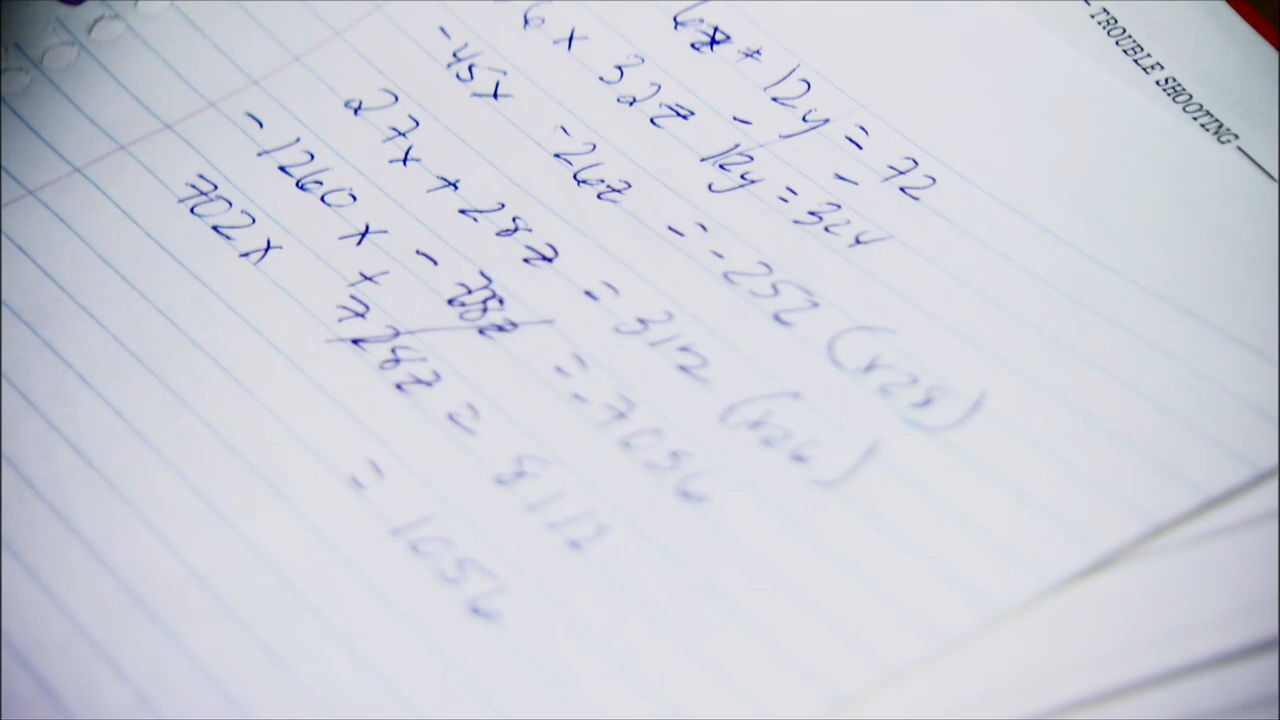 - TROUBLE SHOOTING —
6z + 12y = 72
6x 32z - 12y = - 324
-45x - 26z = -252 (x28)
27x + 28z = 312 (x26)
-1260x - 728z = -7056
702x + 728z = 8112
= 1056